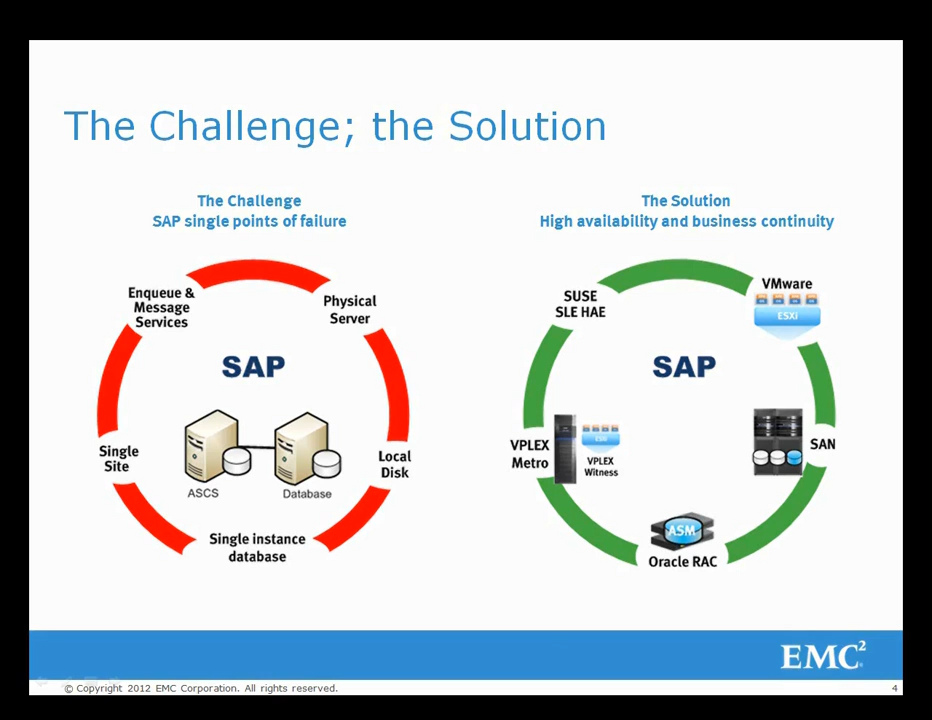 The Challenge; the Solution
The Challenge
SAP single points of failure
Enqueue &
Message
Services
Physical
Server
SAP
Single
Site
Local
Disk
ASCS
Database
Single instance
database
The Solution
High availability and business continuity
SUSE
SLE HAE
VMware
ESXi
SAP
VPLEX
Metro
ESXi
VPLEX
Witness
SAN
ASM
Oracle RAC
EMC²
© Copyright 2012 EMC Corporation. All rights reserved.
4